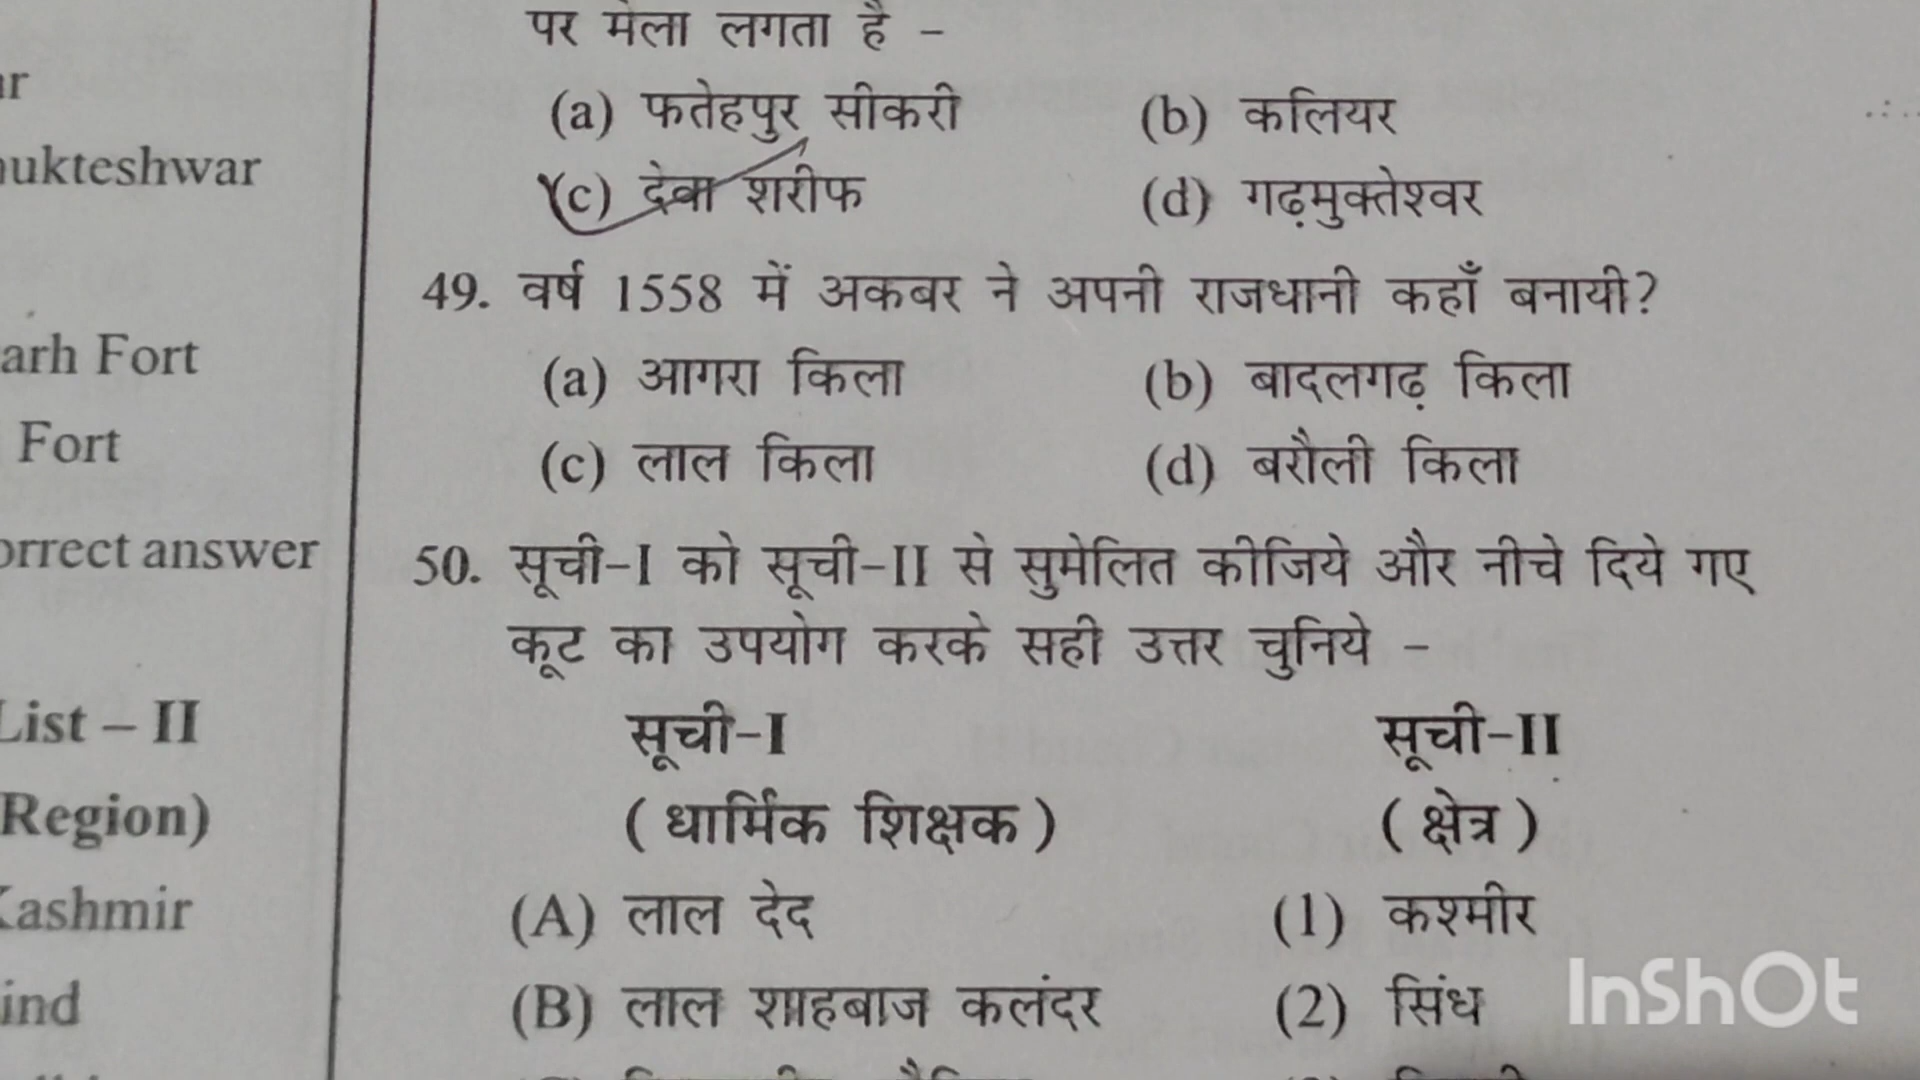 पर मेला लगता है –
(a) फतेहपुर सीकरी (b) कलियर
(c) देवा शरीफ (d) गढ़मुक्तेश्वर
49. वर्ष 1558 में अकबर ने अपनी राजधानी कहाँ बनायी?
(a) आगरा किला (b) बादलगढ़ किला
(c) लाल किला (d) बरौली किला
50. सूची-I को सूची-II से सुमेलित कीजिये और नीचे दिये गए
कूट का उपयोग करके सही उत्तर चुनिये –
सूची-I सूची-II
(धार्मिक शिक्षक) (क्षेत्र)
(A) लाल देद (1) कश्मीर
(B) लाल शाहबाज कलंदर (2) सिंध
ukteshwar
arh Fort
Fort
orrect answer
List – II
Region)
Kashmir
ind
InShOt